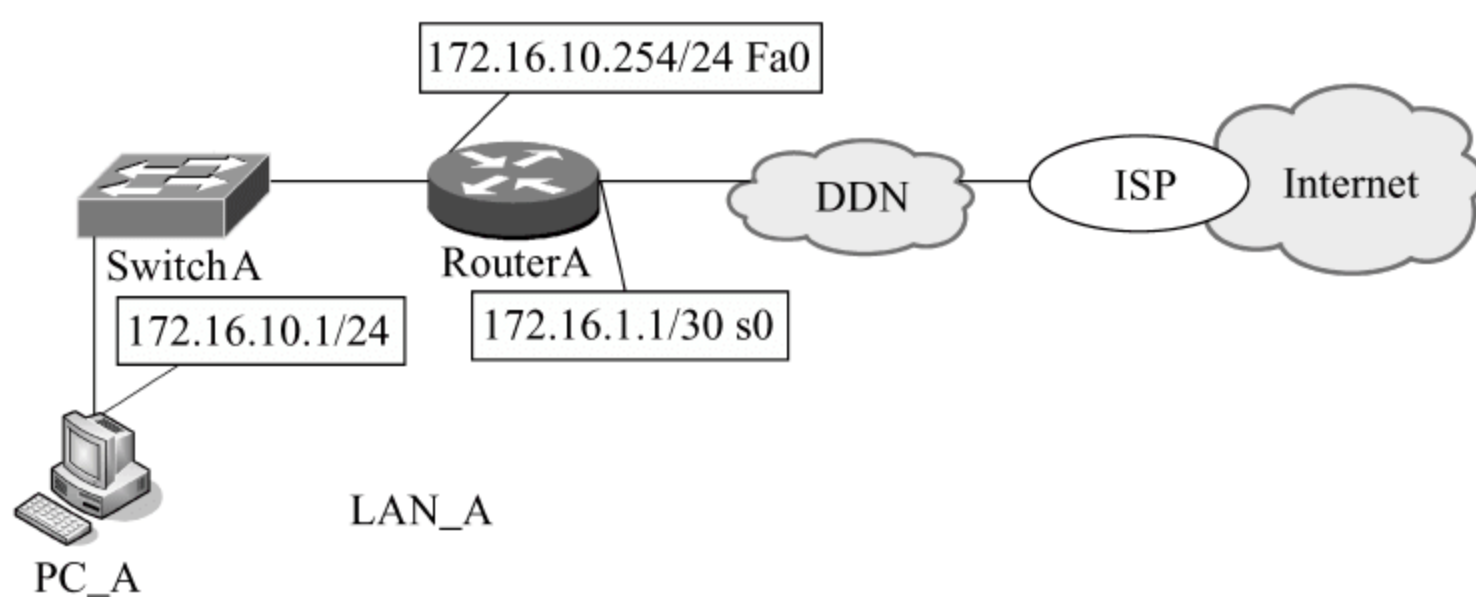 172.16.10.254/24 Fa0
DDN
ISP
Internet
SwitchA
RouterA
172.16.10.1/24
172.16.1.1/30 s0
LAN_A
PC_A